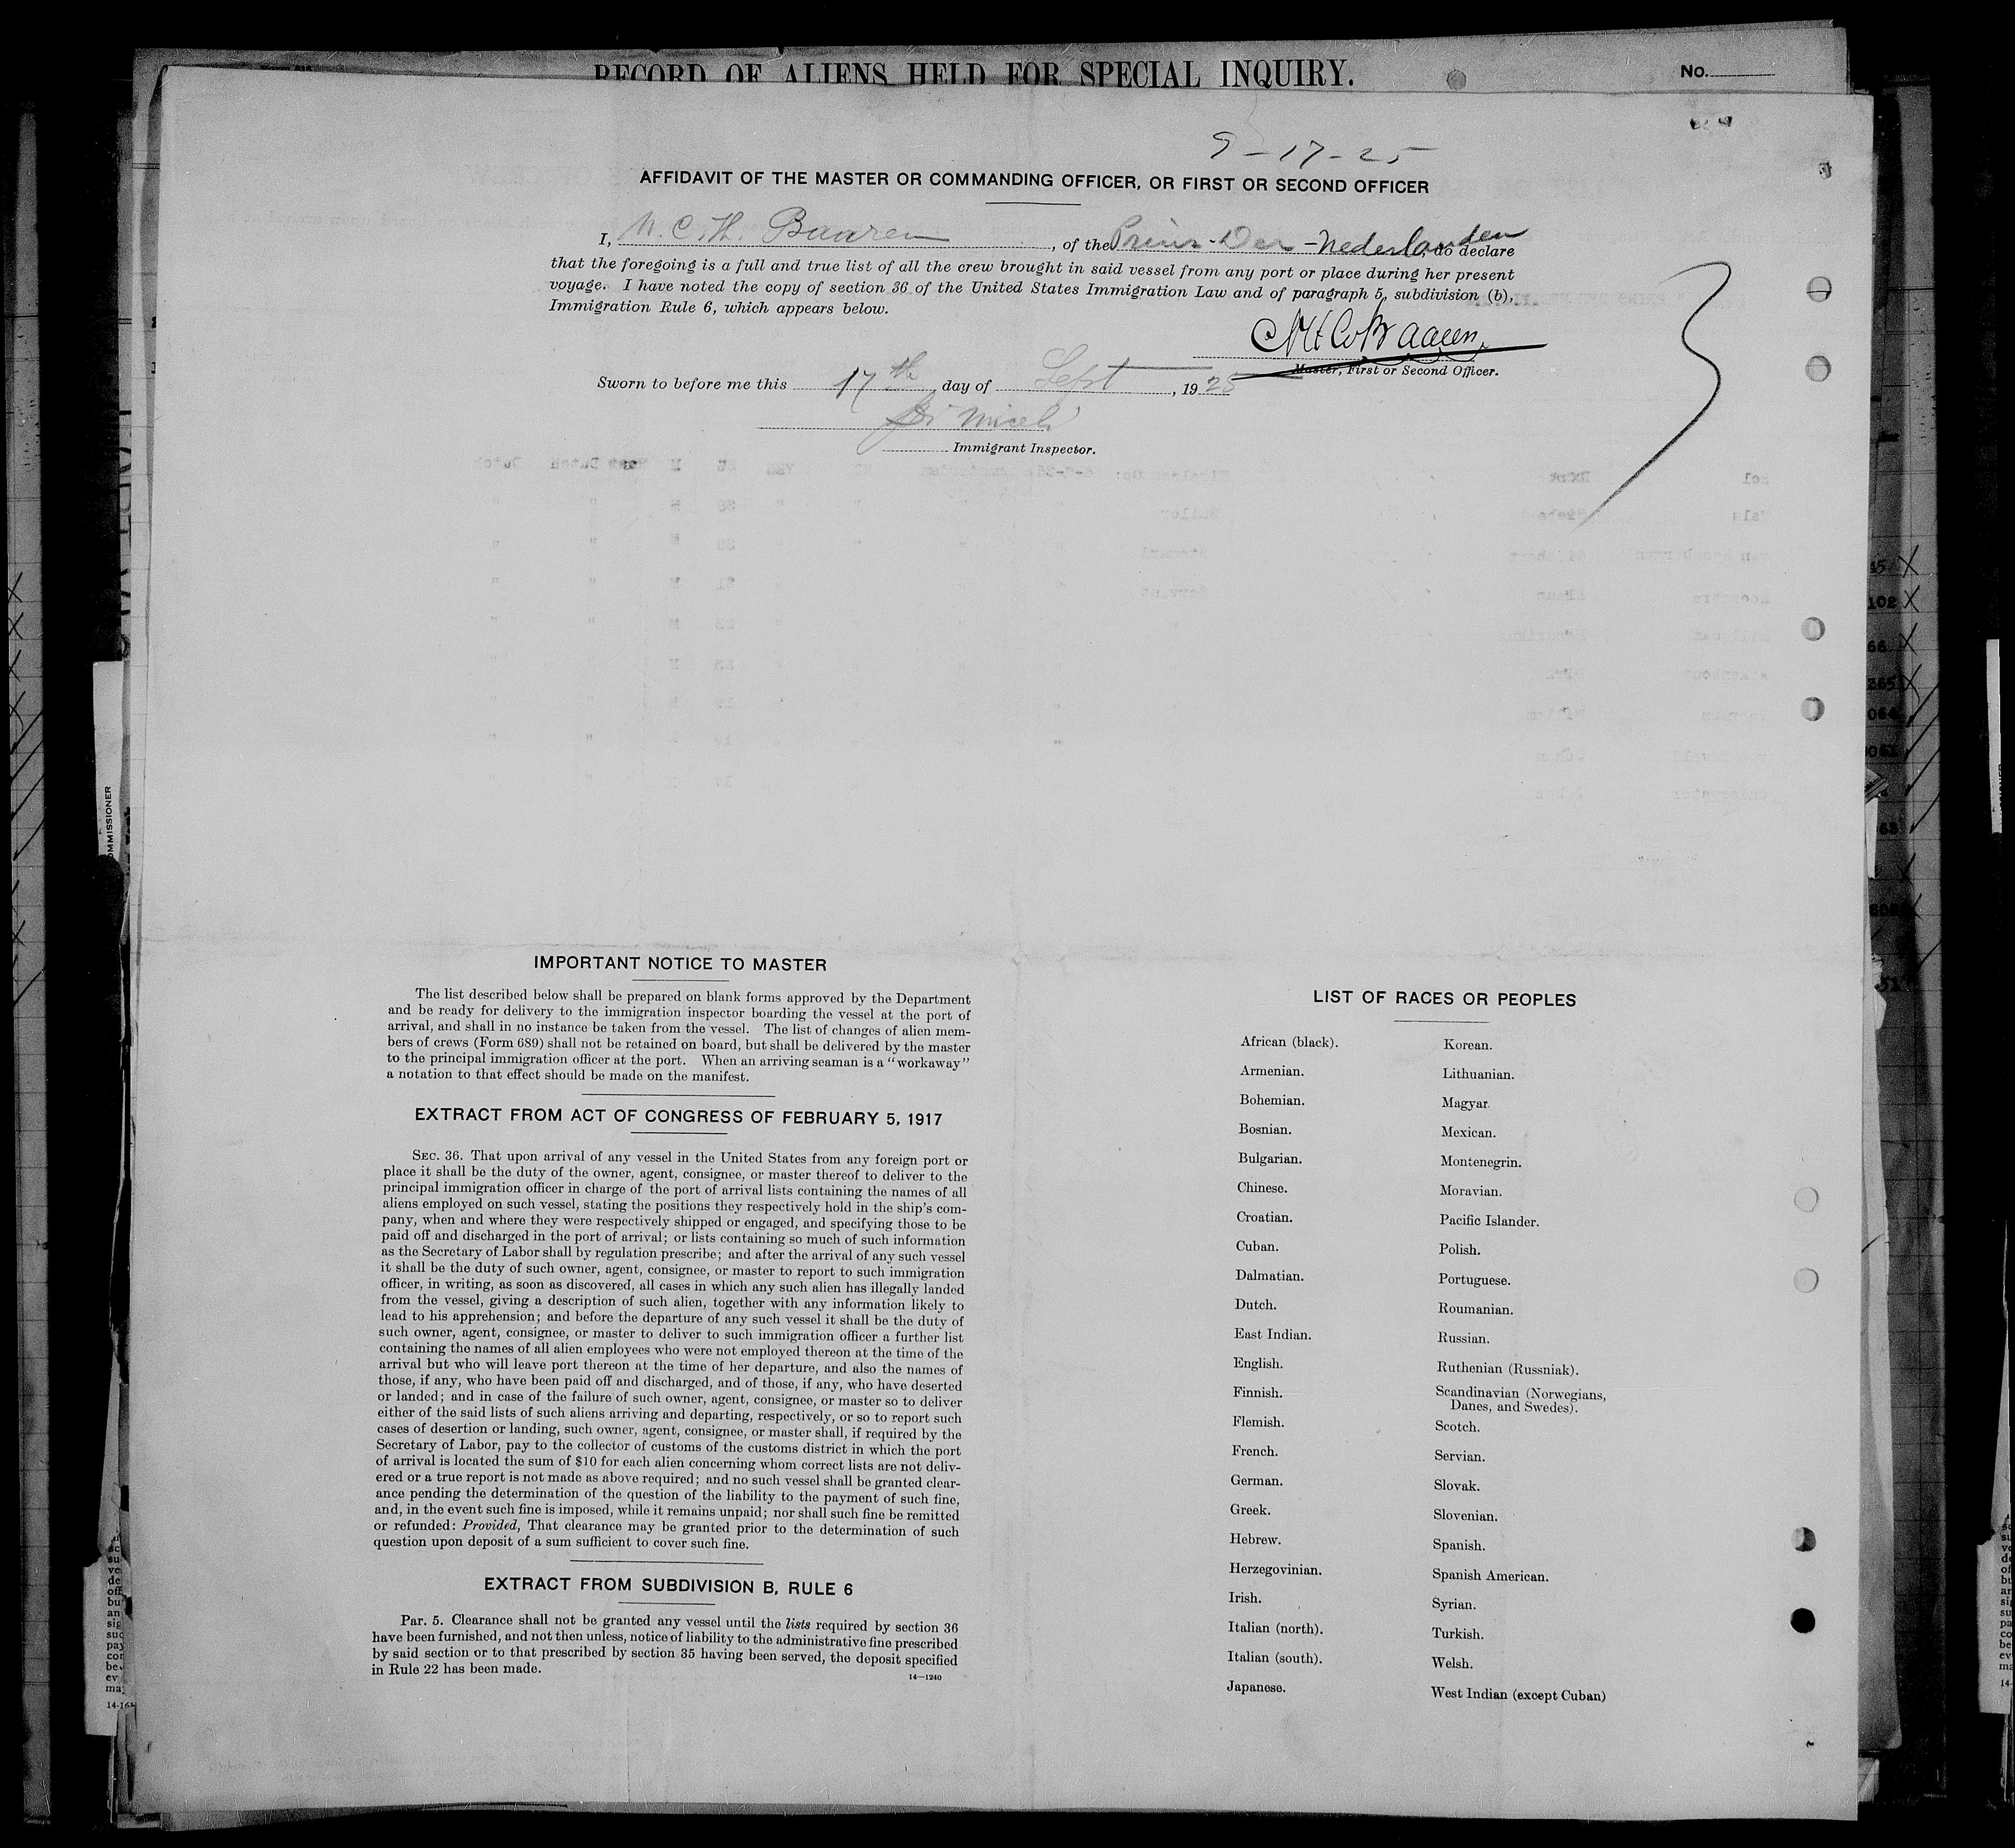 RECORD OF ALIENS HELD FOR SPECIAL INQUIRY.
No.
9-17-25
AFFIDAVIT OF THE MASTER OR COMMANDING OFFICER, OR FIRST OR SECOND OFFICER
I, N. C. H. Baaren, of the Prins-Der-Nederlanden, do declare
that the foregoing is a full and true list of all the crew brought in said vessel from any port or place during her present
voyage. I have noted the copy of section 36 of the United States Immigration Law and of paragraph 5, subdivision (b),
Immigration Rule 6, which appears below.
Master, First or Second Officer.
Sworn to before me this 17th day of Sept, 1925
Di Miceli
Immigrant Inspector.
IMPORTANT NOTICE TO MASTER
The list described below shall be prepared on blank forms approved by the Department
and be ready for delivery to the immigration inspector boarding the vessel at the port of
arrival, and shall in no instance be taken from the vessel. The list of changes of alien mem-
bers of crews (Form 689) shall not be retained on board, but shall be delivered by the master
to the principal immigration officer at the port. When an arriving seaman is a "workaway"
a notation to that effect should be made on the manifest.
EXTRACT FROM ACT OF CONGRESS OF FEBRUARY 5, 1917
SEC. 36. That upon arrival of any vessel in the United States from any foreign port or
place it shall be the duty of the owner, agent, consignee, or master thereof to deliver to the
principal immigration officer in charge of the port of arrival lists containing the names of all
aliens employed on such vessel, stating the positions they respectively hold in the ship's com-
pany, when and where they were respectively shipped or engaged, and specifying those to be
paid off and discharged in the port of arrival; or lists containing so much of such information
as the Secretary of Labor shall by regulation prescribe; and after the arrival of any such vessel
it shall be the duty of such owner, agent, consignee, or master to report to such immigration
officer, in writing, as soon as discovered, all cases in which any such alien has illegally landed
from the vessel, giving a description of such alien, together with any information likely to
lead to his apprehension; and before the departure of any such vessel it shall be the duty of
such owner, agent, consignee, or master to deliver to such immigration officer a further list
containing the names of all alien employees who were not employed thereon at the time of the
arrival but who will leave port thereon at the time of her departure, and also the names of
those, if any, who have been paid off and discharged, and of those, if any, who have deserted
or landed; and in case of the failure of such owner, agent, consignee, or master so to deliver
either of the said lists of such aliens arriving and departing, respectively, or so to report such
cases of desertion or landing, such owner, agent, consignee, or master shall, if required by the
Secretary of Labor, pay to the collector of customs of the customs district in which the port
of arrival is located the sum of $10 for each alien concerning whom correct lists are not deliv-
ered or a true report is not made as above required; and no such vessel shall be granted clear-
ance pending the determination of the question of the liability to the payment of such fine,
and, in the event such fine is imposed, while it remains unpaid; nor shall such fine be remitted
or refunded: Provided, That clearance may be granted prior to the determination of such
question upon deposit of a sum sufficient to cover such fine.
EXTRACT FROM SUBDIVISION B, RULE 6
Par. 5. Clearance shall not be granted any vessel until the lists required by section 36
have been furnished, and not then unless, notice of liability to the administrative fine prescribed
by said section or to that prescribed by section 35 having been served, the deposit specified
in Rule 22 has been made.
14—1240
LIST OF RACES OR PEOPLES
African (black).
Armenian.
Bohemian.
Bosnian.
Bulgarian.
Chinese.
Croatian.
Cuban.
Dalmatian.
Dutch.
East Indian.
English.
Finnish.
Flemish.
French.
German.
Greek.
Hebrew.
Herzegovinian.
Irish.
Italian (north).
Italian (south).
Japanese.
Korean.
Lithuanian.
Magyar.
Mexican.
Montenegrin.
Moravian.
Pacific Islander.
Polish.
Portuguese.
Roumanian.
Russian.
Ruthenian (Russniak).
Scandinavian (Norwegians,
Danes, and Swedes).
Scotch.
Servian.
Slovak.
Slovenian.
Spanish.
Spanish American.
Syrian.
Turkish.
Welsh.
West Indian (except Cuban)